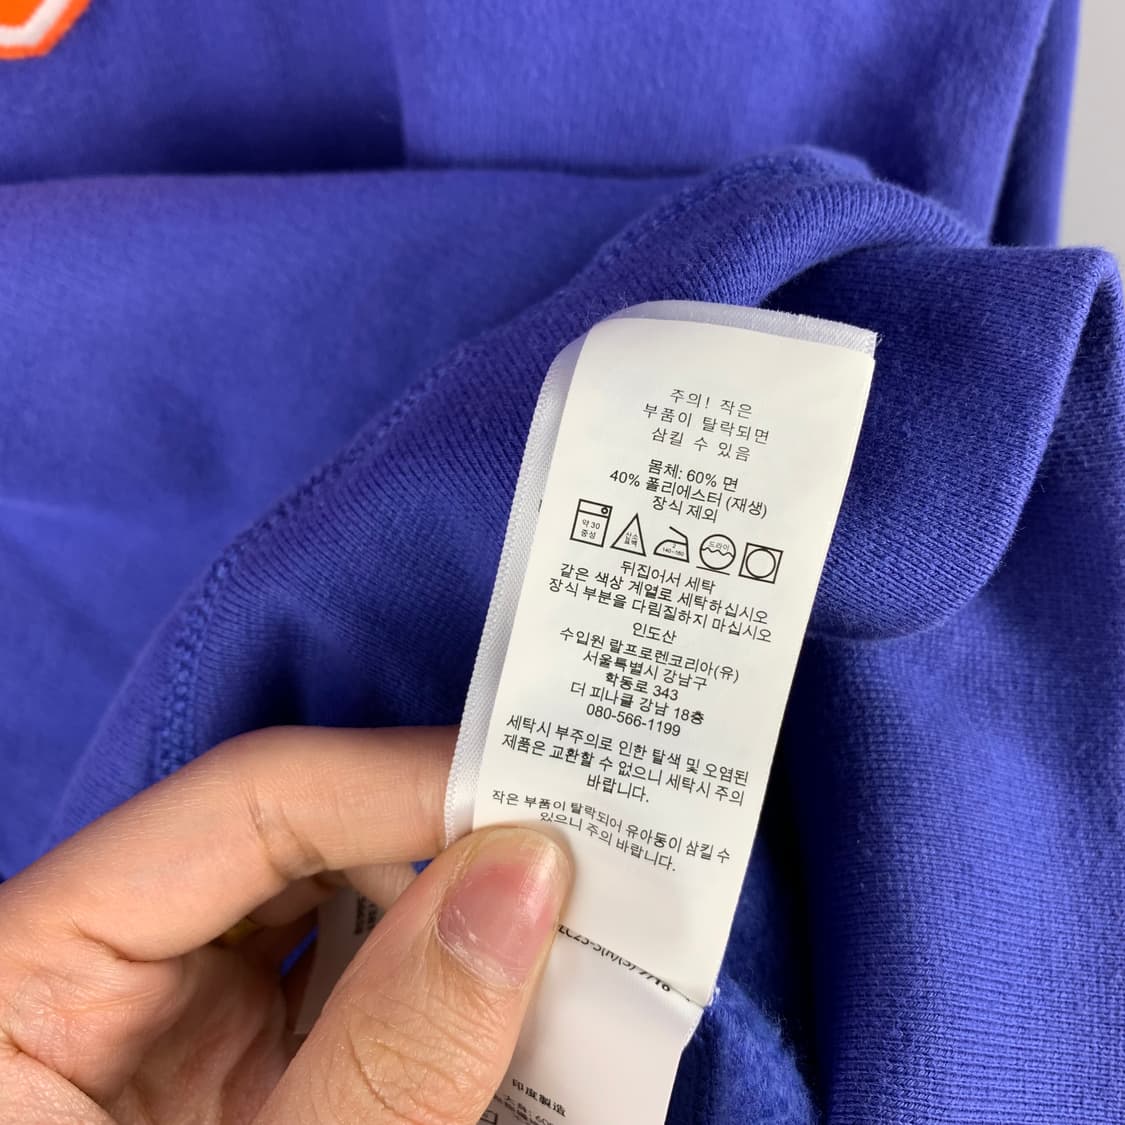 주의! 작은
부품이 탈락되면
삼킬 수 있음
몸체: 60% 면
40% 폴리에스터 (재생)
장식 제외
약 30
중성
산소
표백
140~160
드라이
뒤집어서 세탁
같은 색상 계열로 세탁하십시오
장식 부분을 다림질하지 마십시오
인도산
수입원 랄프로렌코리아(유)
서울특별시 강남구
학동로 343
더 피나클 강남 18층
080-566-1199
세탁시 부주의로 인한 탈색 및 오염된
제품은 교환할 수 없으니 세탁시 주의
바랍니다.
작은 부품이 탈락되어 유아동이 삼킬 수
있으니 주의 바랍니다.
印度製造